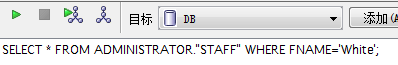 目标 DB 添加(A
SELECT * FROM ADMINISTRATOR."STAFF" WHERE FNAME='White';